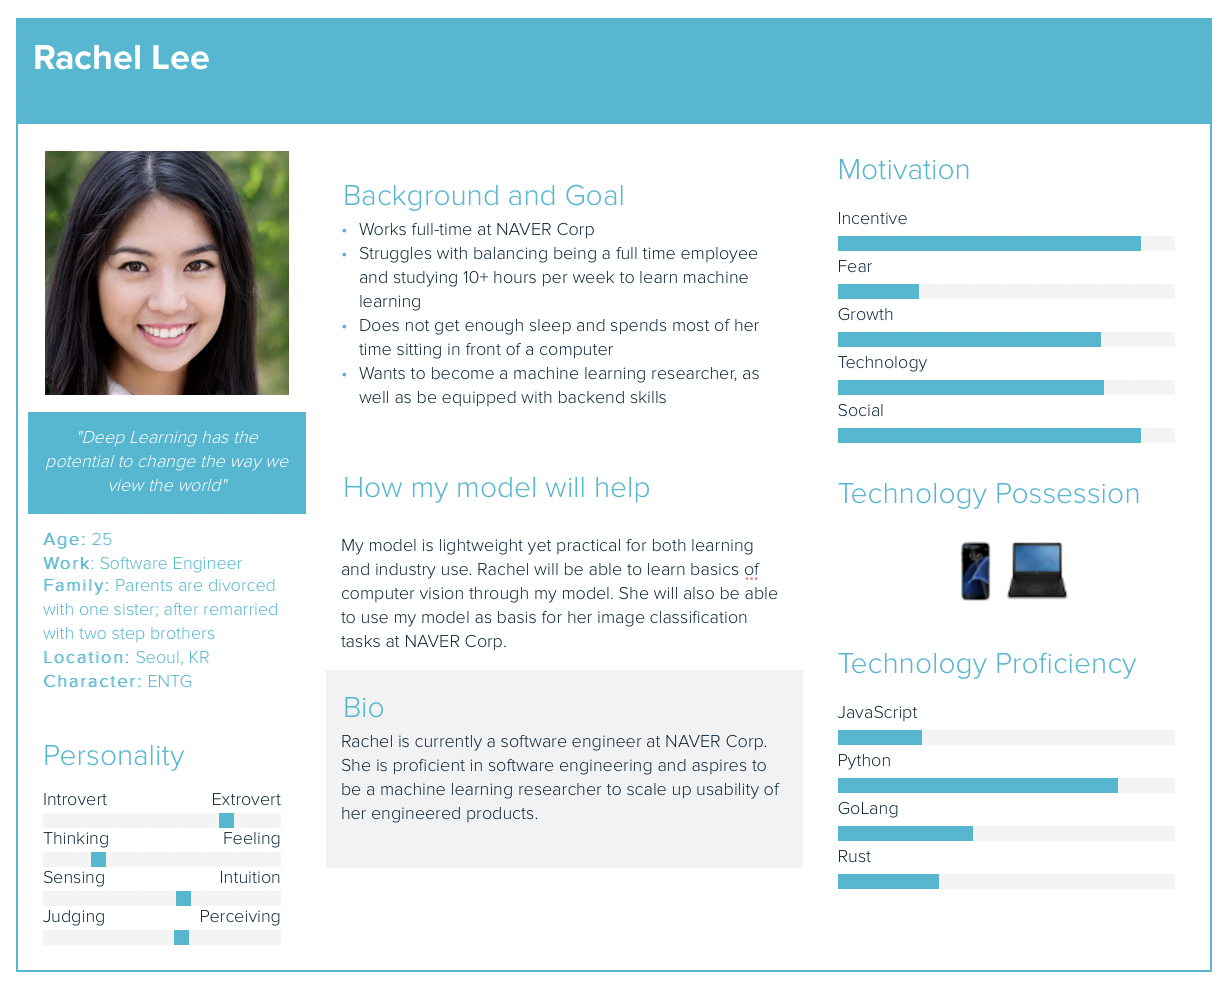 Rachel Lee
"Deep Learning has the
potential to change the way we
view the world"
Age: 25
Work: Software Engineer
Family: Parents are divorced
with one sister; after remarried
with two step brothers
Location: Seoul, KR
Character: ENTG
Personality
Introvert Extrovert
Thinking Feeling
Sensing Intuition
Judging Perceiving
Background and Goal
• Works full-time at NAVER Corp
• Struggles with balancing being a full time employee
and studying 10+ hours per week to learn machine
learning
• Does not get enough sleep and spends most of her
time sitting in front of a computer
• Wants to become a machine learning researcher, as
well as be equipped with backend skills
How my model will help
My model is lightweight yet practical for both learning
and industry use. Rachel will be able to learn basics of
computer vision through my model. She will also be able
to use my model as basis for her image classification
tasks at NAVER Corp.
Bio
Rachel is currently a software engineer at NAVER Corp.
She is proficient in software engineering and aspires to
be a machine learning researcher to scale up usability of
her engineered products.
Motivation
Incentive
Fear
Growth
Technology
Social
Technology Possession
Technology Proficiency
JavaScript
Python
GoLang
Rust